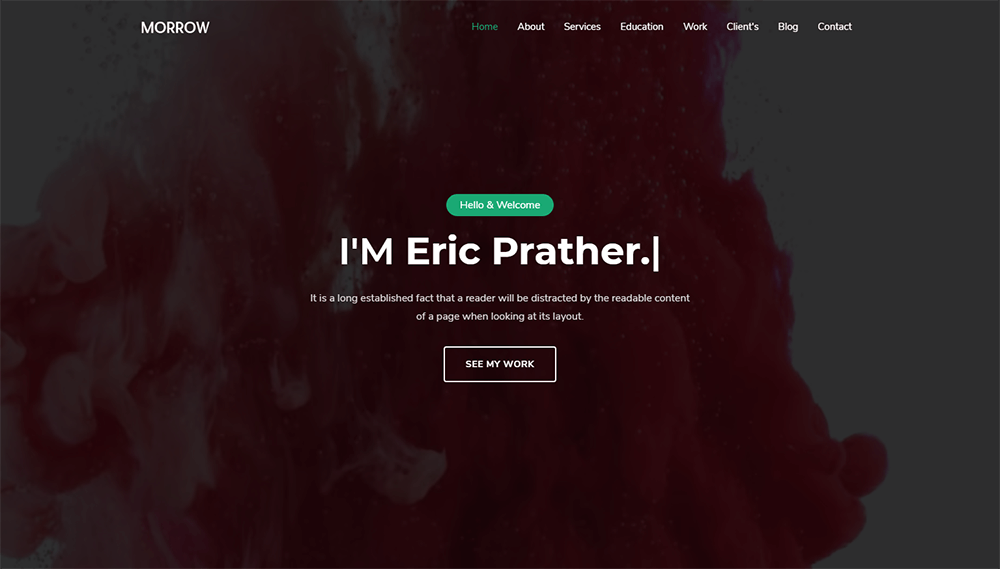 MORROW
Home About Services Education Work Client's Blog Contact
Hello & Welcome
I'M Eric Prather.|
It is a long established fact that a reader will be distracted by the readable content
of a page when looking at its layout.
SEE MY WORK